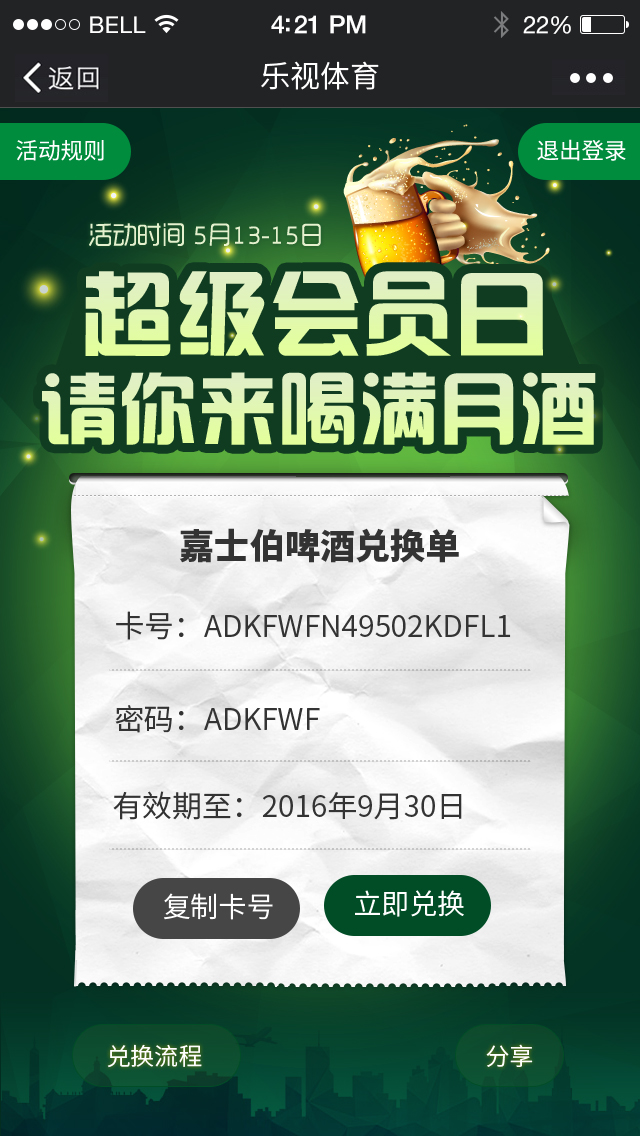 BELL 4:21 PM 22%
返回 乐视体育
活动规则 退出登录
活动时间 5月13-15日
超级会员日
请你来喝满月酒
嘉士伯啤酒兑换单
卡号：ADKFWFN49502KDFL1
密码：ADKFWF
有效期至：2016年9月30日
复制卡号 立即兑换
兑换流程 分享